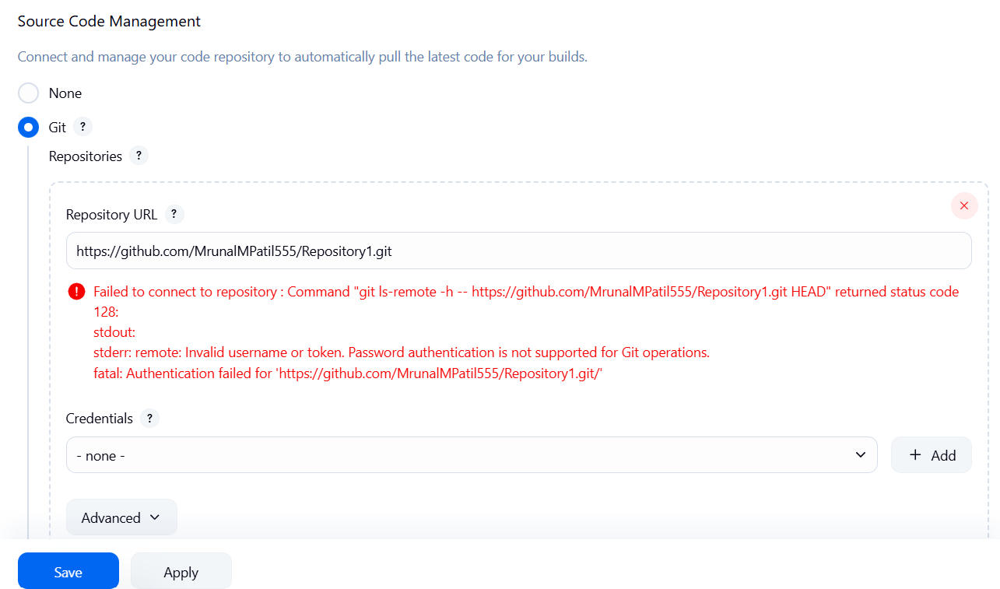 Source Code Management
Connect and manage your code repository to automatically pull the latest code for your builds.
None
Git ?
Repositories ?
Repository URL ?
https://github.com/MrunalMPatil555/Repository1.git
Failed to connect to repository : Command "git ls-remote -h -- https://github.com/MrunalMPatil555/Repository1.git HEAD" returned status code
128:
stdout:
stderr: remote: Invalid username or token. Password authentication is not supported for Git operations.
fatal: Authentication failed for 'https://github.com/MrunalMPatil555/Repository1.git/'
Credentials ?
- none -
+ Add
Advanced
Save
Apply